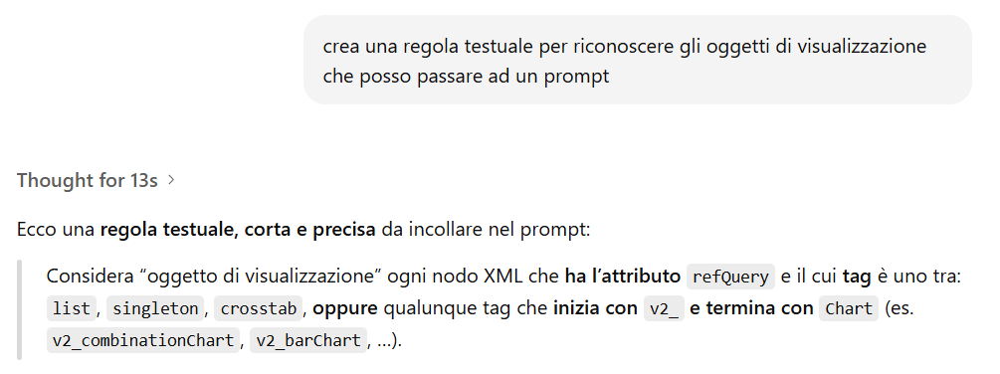 crea una regola testuale per riconoscere gli oggetti di visualizzazione
che posso passare ad un prompt
Thought for 13s >
Ecco una regola testuale, corta e precisa da incollare nel prompt:
Considera “oggetto di visualizzazione” ogni nodo XML che ha l’attributo refQuery e il cui tag è uno tra:
list, singleton, crosstab, oppure qualunque tag che inizia con v2_ e termina con Chart (es.
v2_combinationChart, v2_barChart, …).